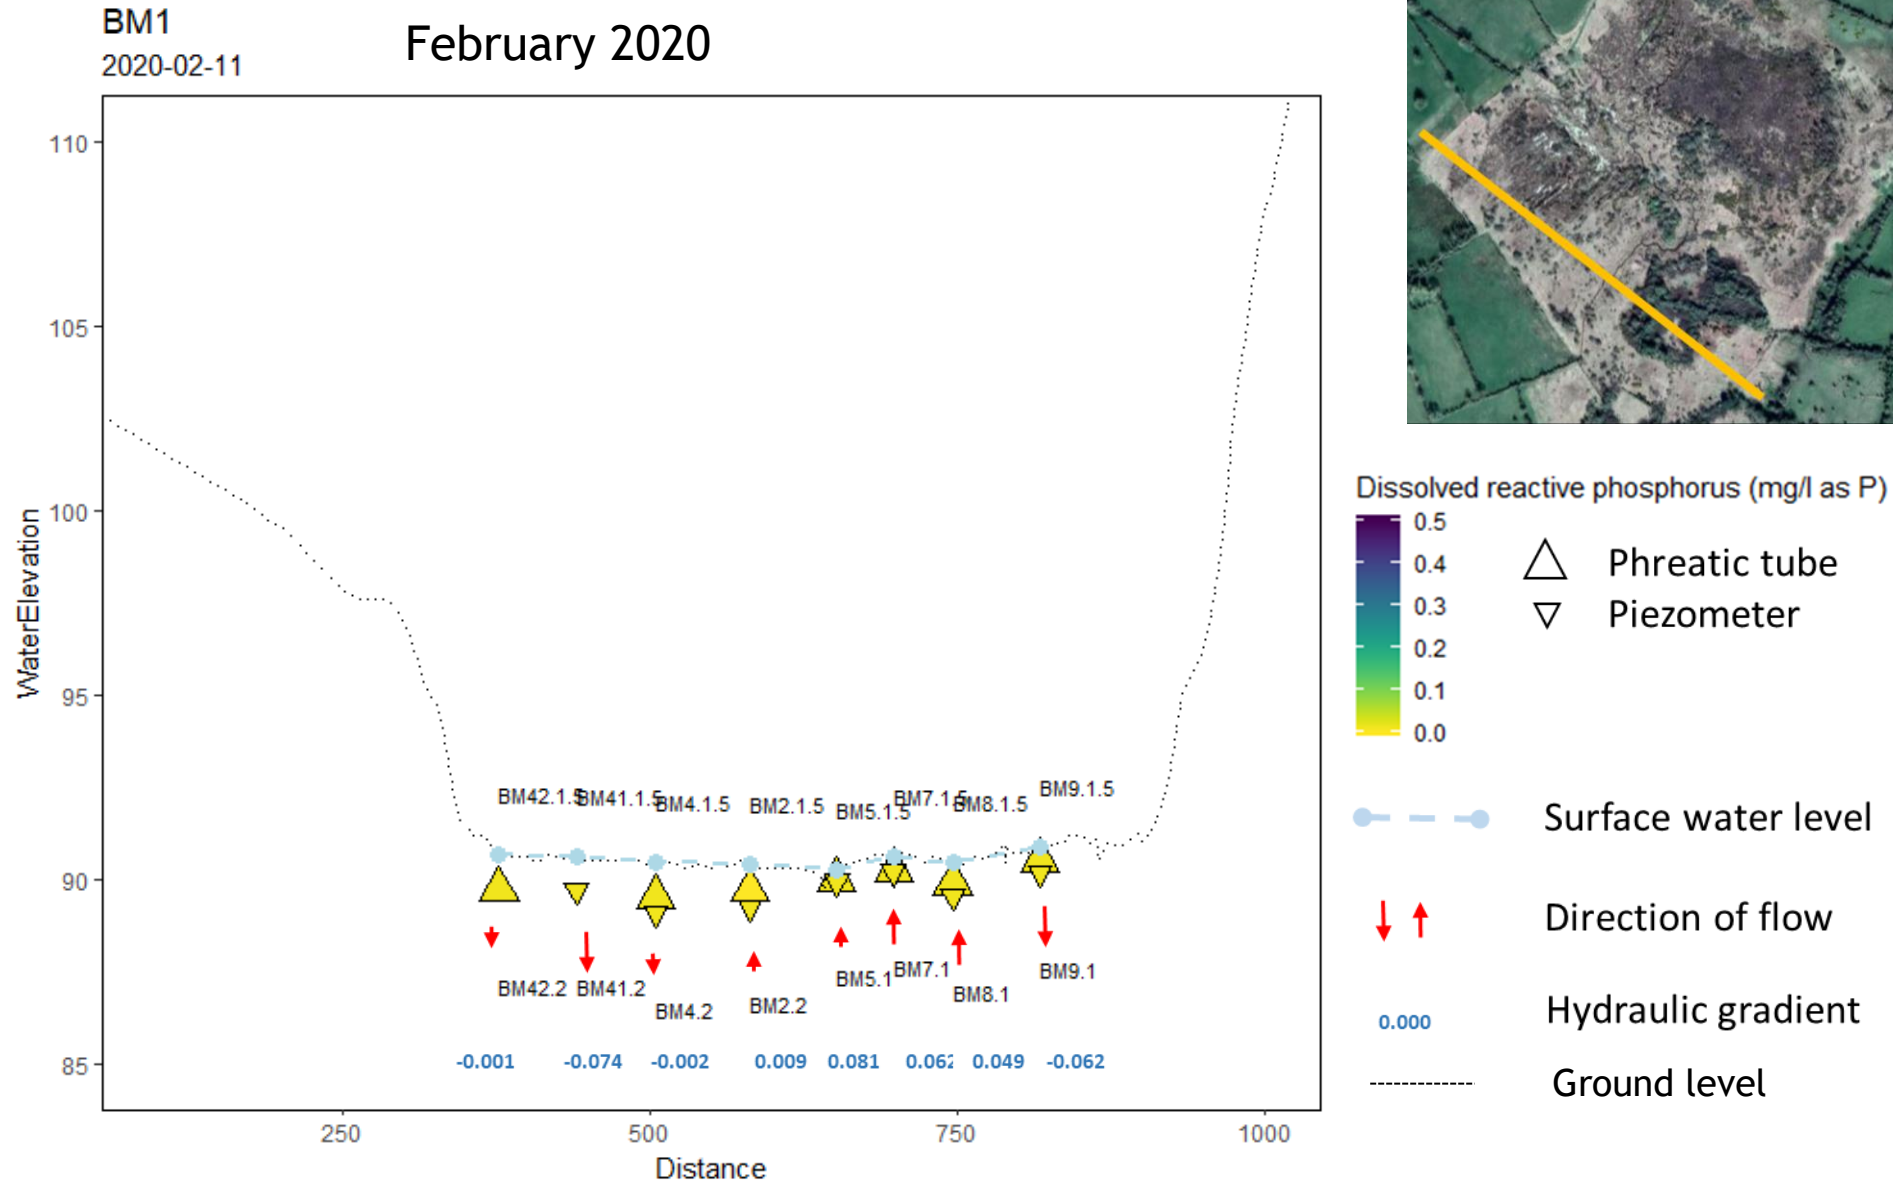 BM1
2020-02-11
February 2020
WaterElevation
110
105
100
95
90
85
BM42.1.5
BM41.1.5
BM4.1.5
BM2.1.5
BM5.1.5
BM7.1.5
BM8.1.5
BM9.1.5
BM42.2
BM41.2
BM4.2
BM2.2
BM5.1
BM7.1
BM8.1
BM9.1
-0.001
-0.074
-0.002
0.009
0.081
0.062
0.049
-0.062
250
500
750
1000
Distance
Dissolved reactive phosphorus (mg/l as P)
0.5
0.4
0.3
0.2
0.1
0.0
Phreatic tube
Piezometer
Surface water level
Direction of flow
0.000 Hydraulic gradient
Ground level